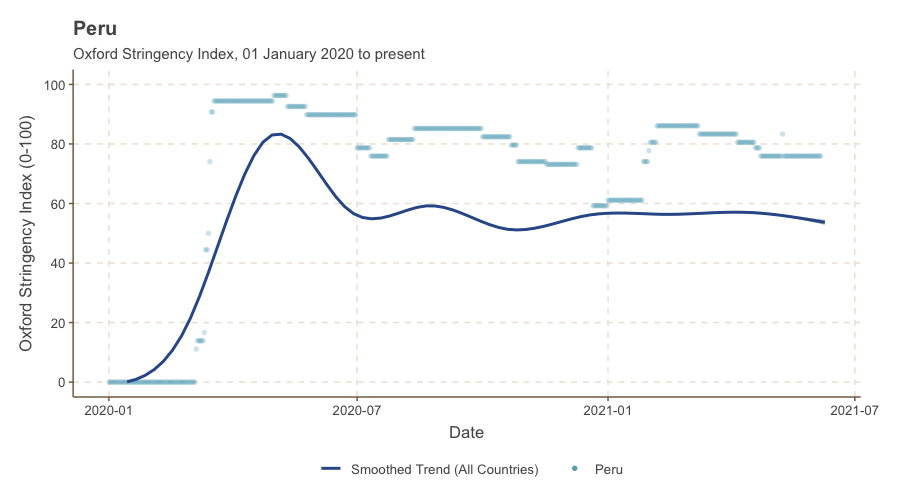 Peru
Oxford Stringency Index, 01 January 2020 to present
Oxford Stringency Index (0-100)
100
80
60
40
20
0
2020-01 2020-07 2021-01 2021-07
Date
Smoothed Trend (All Countries) Peru